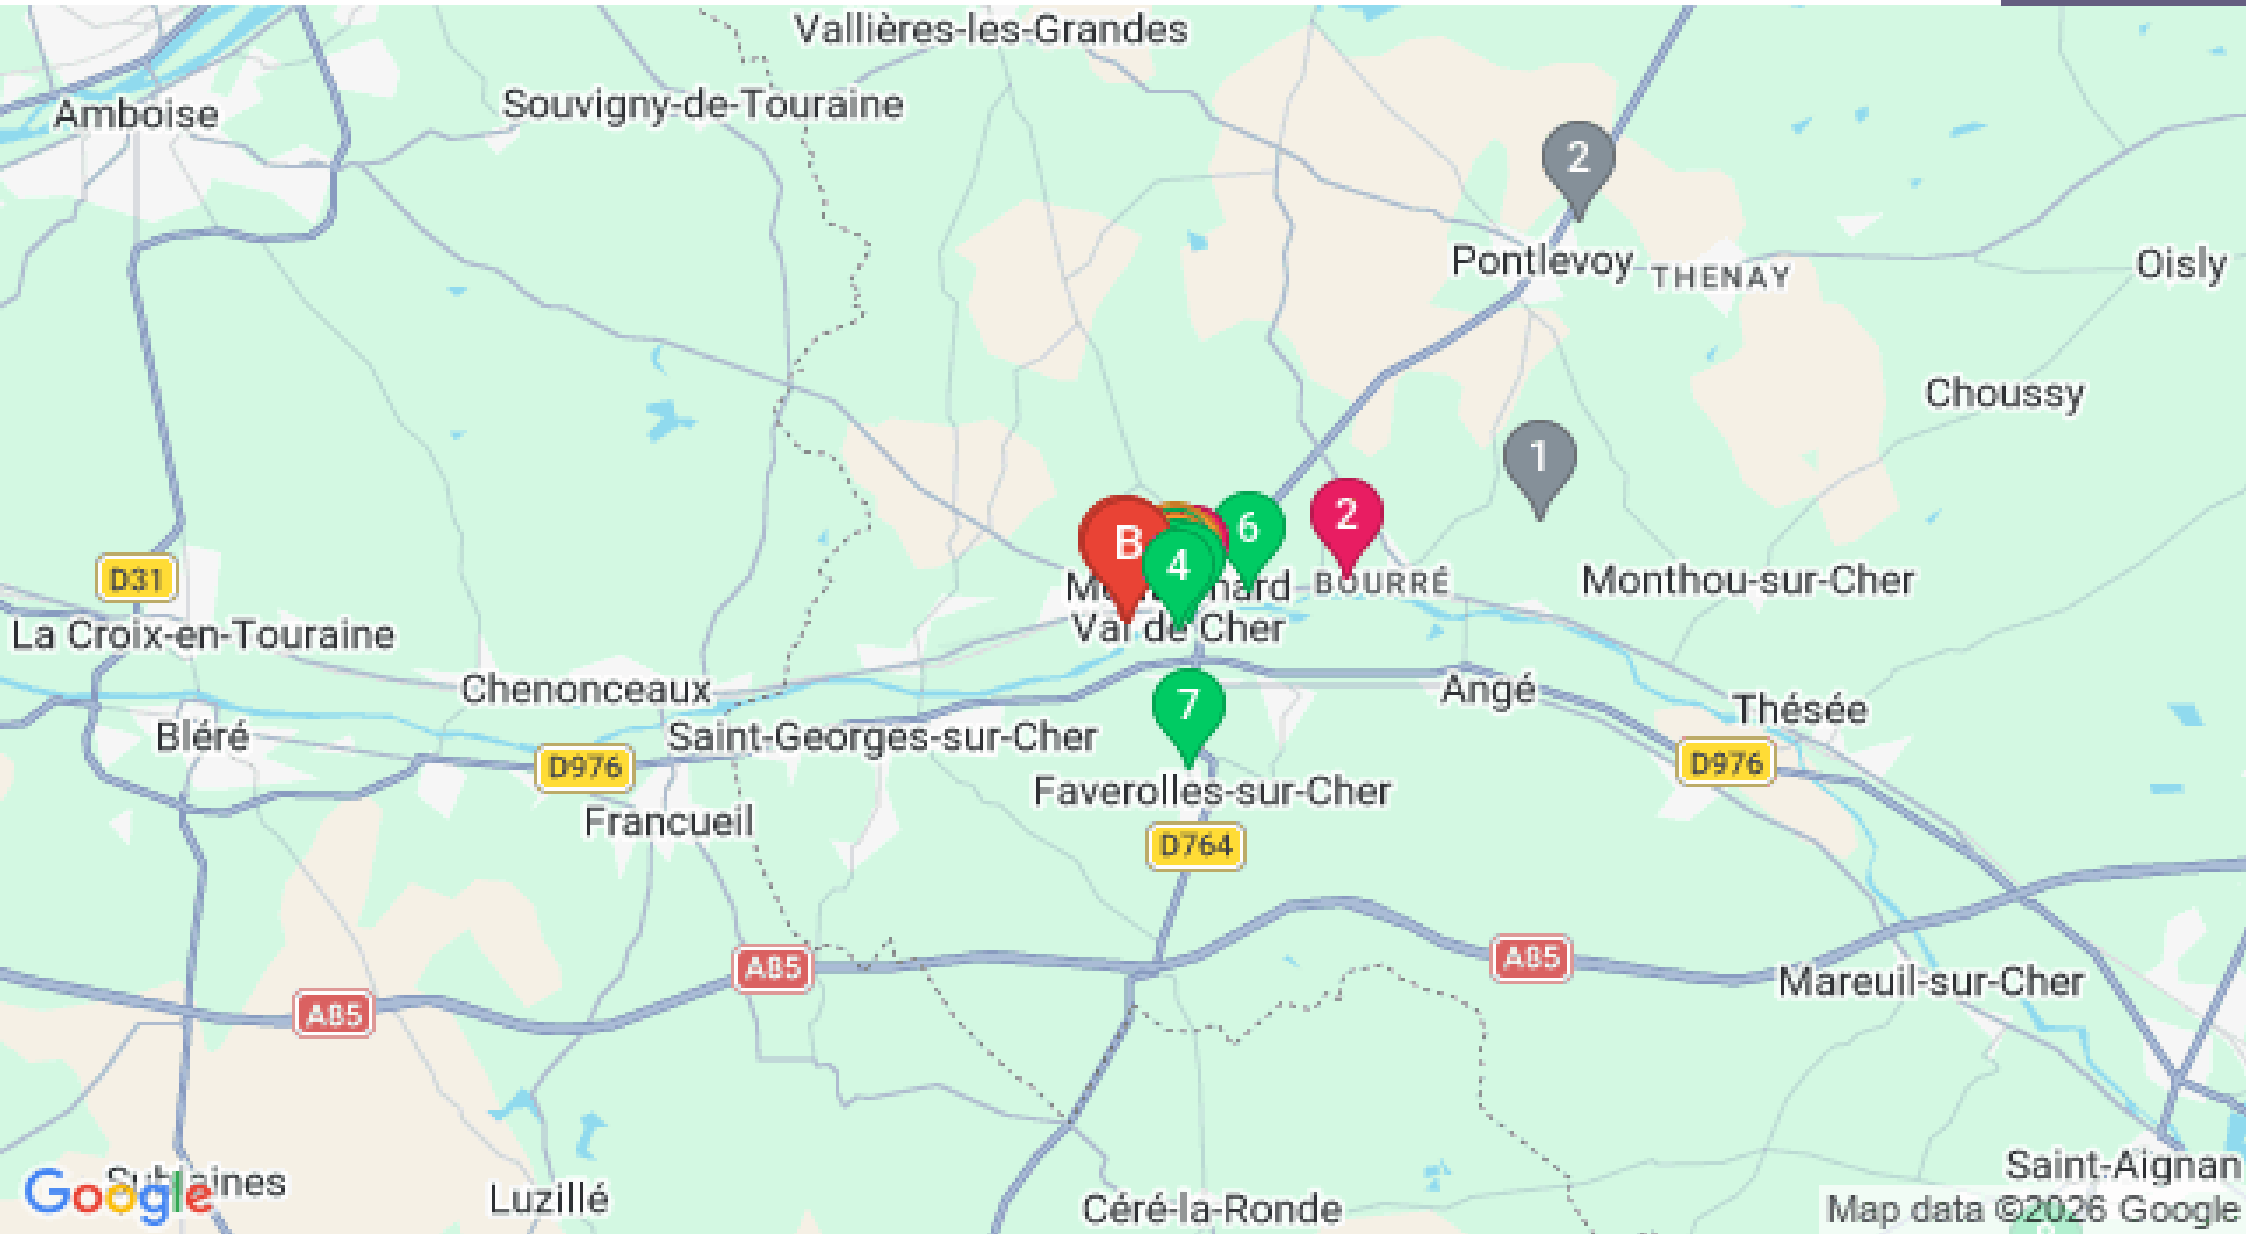 Vallières-les-Grandes
Souvigny-de-Touraine
Amboise
2
Pontlevoy
THENAY
Oisly
Choussy
1
2
6
B
4
D31
BOURRÉ
Monthou-sur-Cher
Val de Cher
La Croix-en-Touraine
Chenonceaux
7
Angé
Thésée
Bléré
Saint-Georges-sur-Cher
D976
D976
Faverolles-sur-Cher
Francueil
D764
A85
A85
Mareuil-sur-Cher
A85
Saint-Aignan
Google
Luzillé
Céré-la-Ronde
Map data ©2026 Google